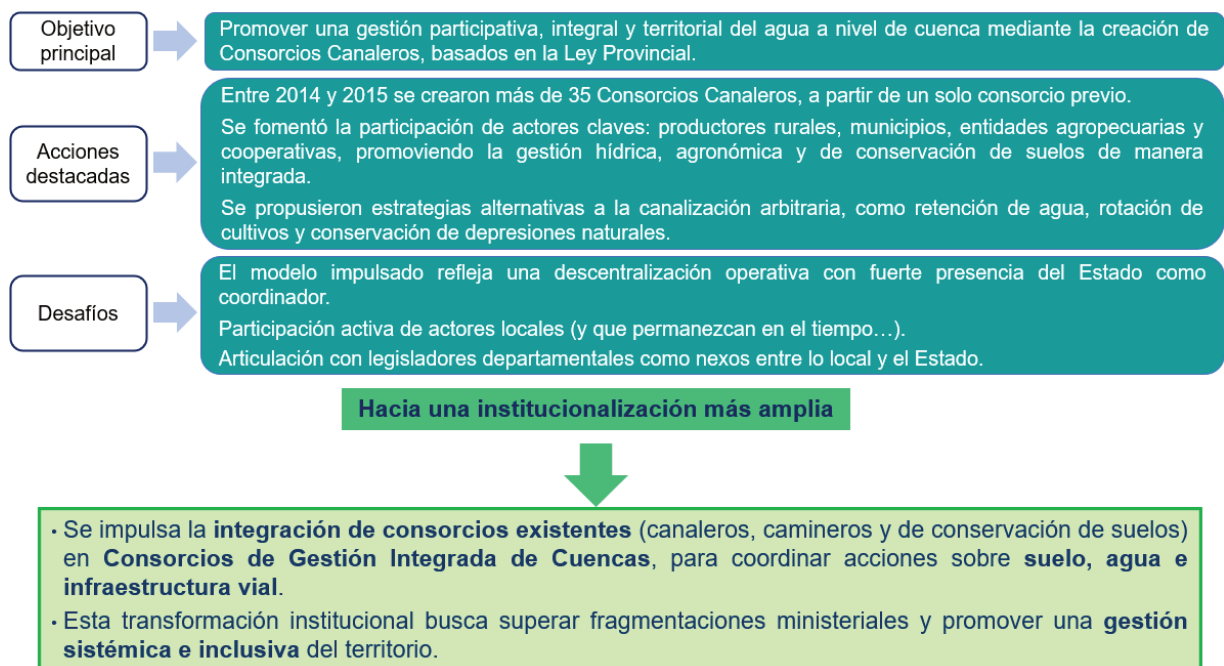 Objetivo
principal
Promover una gestión participativa, integral y territorial del agua a nivel de cuenca mediante la creación de
Consorcios Canaleros, basados en la Ley Provincial.
Acciones
destacadas
Entre 2014 y 2015 se crearon más de 35 Consorcios Canaleros, a partir de un solo consorcio previo.
Se fomentó la participación de actores claves: productores rurales, municipios, entidades agropecuarias y
cooperativas, promoviendo la gestión hídrica, agronómica y de conservación de suelos de manera
integrada.
Se propusieron estrategias alternativas a la canalización arbitraria, como retención de agua, rotación de
cultivos y conservación de depresiones naturales.
Desafíos
El modelo impulsado refleja una descentralización operativa con fuerte presencia del Estado como
coordinador.
Participación activa de actores locales (y que permanezcan en el tiempo…).
Articulación con legisladores departamentales como nexos entre lo local y el Estado.
Hacia una institucionalización más amplia
• Se impulsa la integración de consorcios existentes (canaleros, camineros y de conservación de suelos)
en Consorcios de Gestión Integrada de Cuencas, para coordinar acciones sobre suelo, agua e
infraestructura vial.
• Esta transformación institucional busca superar fragmentaciones ministeriales y promover una gestión
sistémica e inclusiva del territorio.